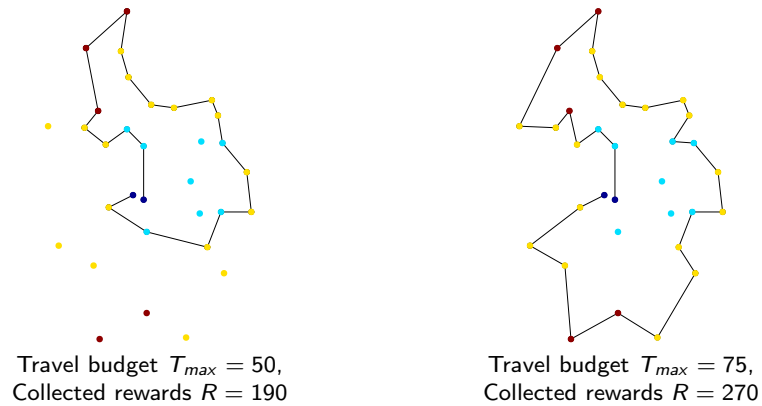 Travel budget T_max = 50,
Collected rewards R = 190
Travel budget T_max = 75,
Collected rewards R = 270